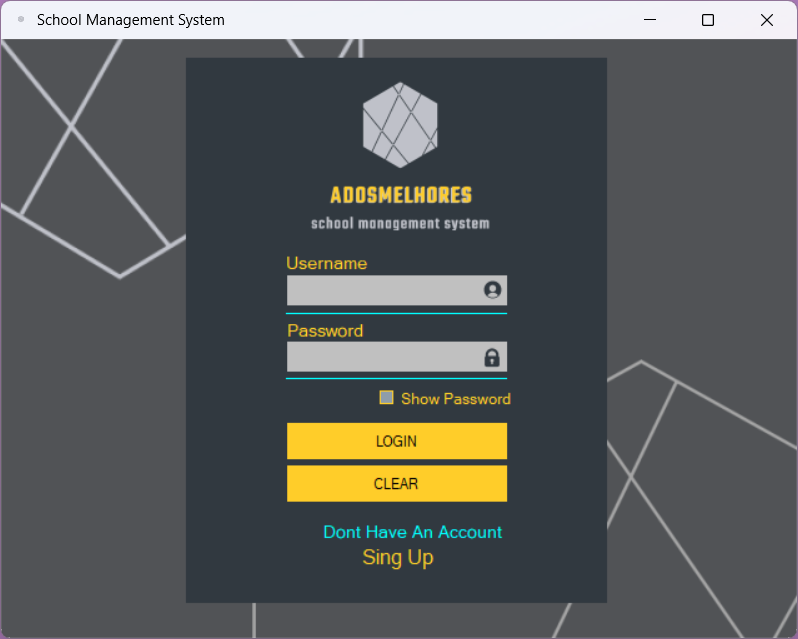 School Management System
ADOSMELHORES
school management system
Username
Password
Show Password
LOGIN
CLEAR
Dont Have An Account
Sing Up